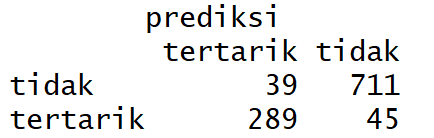 prediksi
tertarik tidak
tidak 39 711
tertarik 289 45